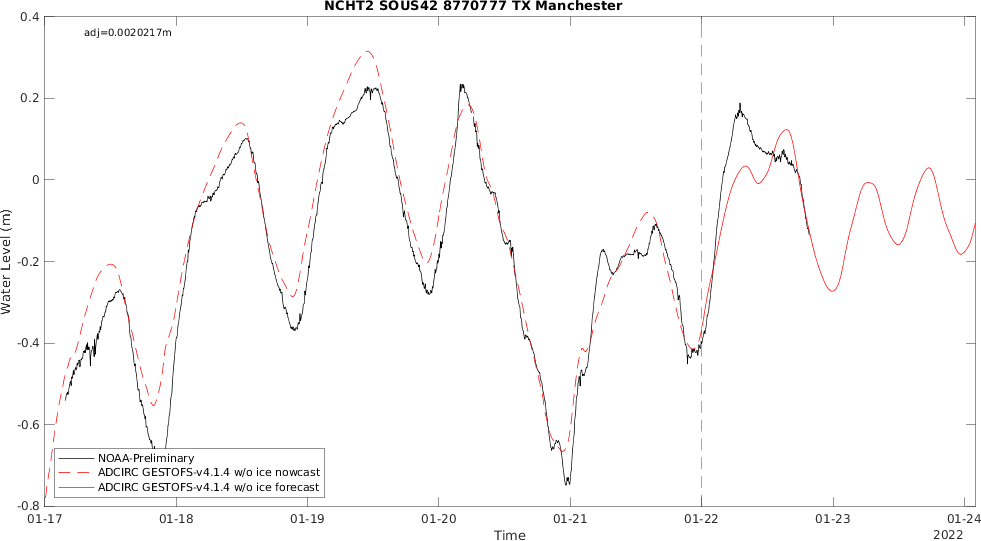 NCHT2 SOUS42 8770777 TX Manchester
adj=0.0020217m
0.4
0.2
0
-0.2
-0.4
-0.6
-0.8
Water Level (m)
NOAA-Preliminary
ADCIRC GESTOFS-v4.1.4 w/o ice nowcast
ADCIRC GESTOFS-v4.1.4 w/o ice forecast
01-17 01-18 01-19 01-20 01-21 01-22 01-23 01-24
Time
2022